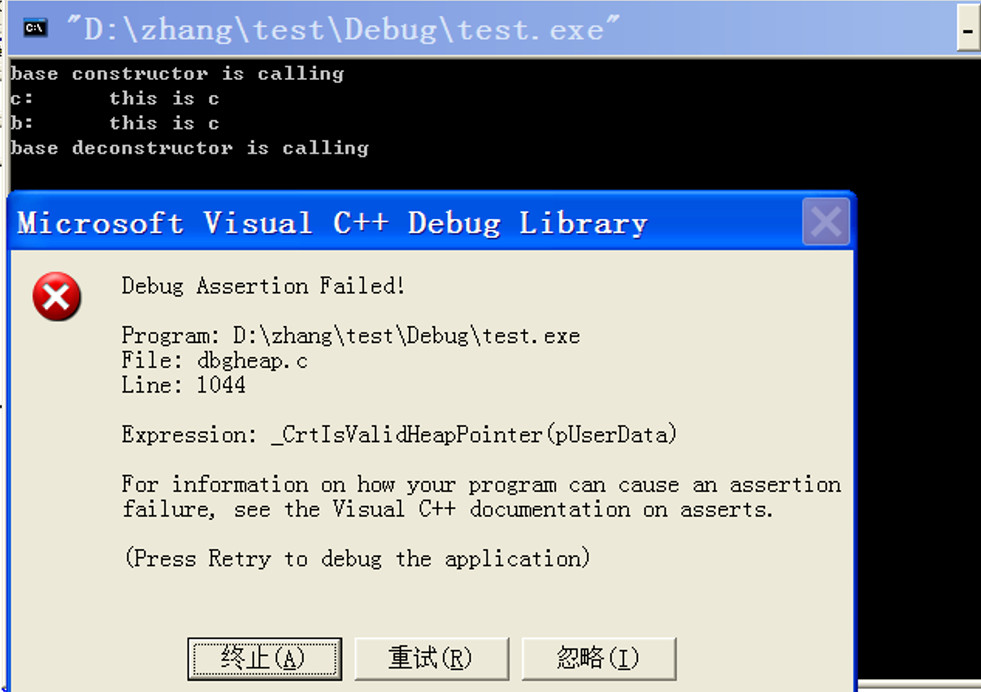 "D:\zhang\test\Debug\test.exe"
base constructor is calling
c:      this is c
b:      this is c
base deconstructor is calling
Microsoft Visual C++ Debug Library
Debug Assertion Failed!
Program: D:\zhang\test\Debug\test.exe
File: dbgheap.c
Line: 1044
Expression: _CrtIsValidHeapPointer(pUserData)
For information on how your program can cause an assertion
failure, see the Visual C++ documentation on asserts.
(Press Retry to debug the application)
终止(A) 重试(R) 忽略(I)